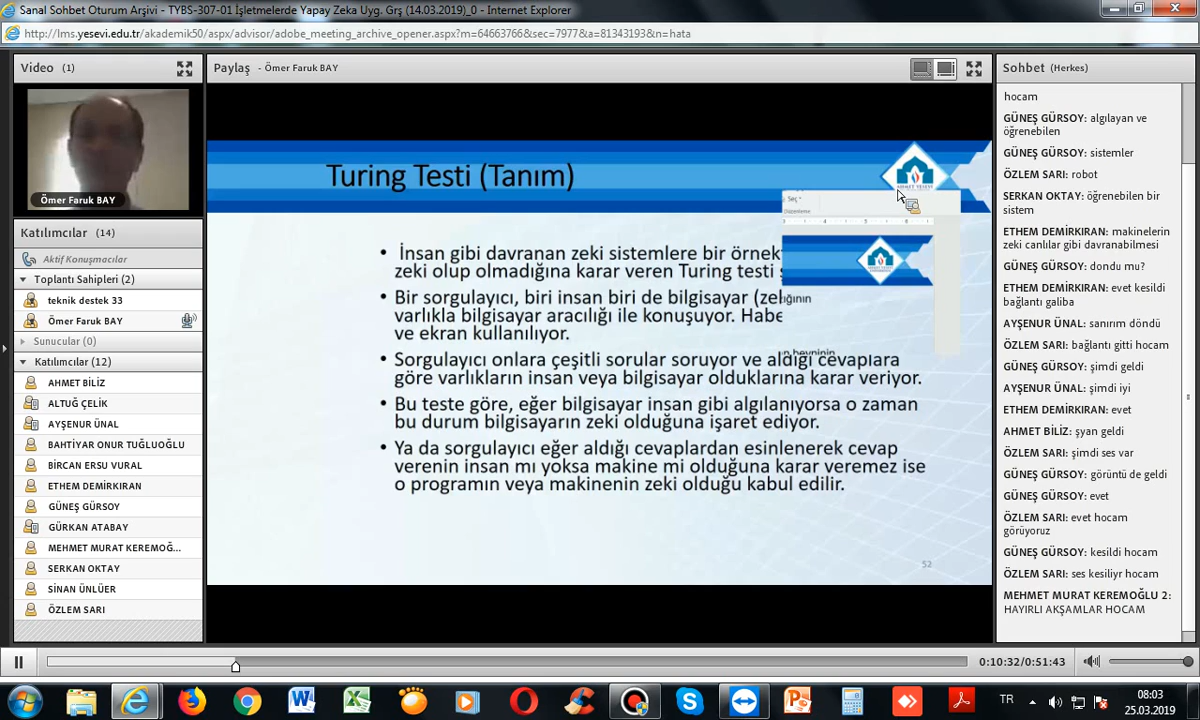 Sanal Sohbet Oturum Arşivi - TYBS-307-01 İşletmelerde Yapay Zeka Uyg. Grş (14.03.2019)_0 - Internet Explorer
http://lms.yesevi.edu.tr/akademik50/aspx/advisor/adobe_meeting_archive_opener.aspx?m=64663766&sec=7977&a=81343193&n=hata
Video (1)
Ömer Faruk BAY
Katılımcılar (14)
Aktif Konuşmacılar
Toplantı Sahipleri (2)
teknik destek 33
Ömer Faruk BAY
Sunucular (0)
Katılımcılar (12)
AHMET BİLİZ
ALTUĞ ÇELİK
AYŞENUR ÜNAL
BAHTİYAR ONUR TUĞLUOĞLU
BİRCAN ERSU VURAL
ETHEM DEMİRKIRAN
GÜNEŞ GÜRSOY
GÜRKAN ATABAY
MEHMET MURAT KEREMOĞ...
SERKAN OKTAY
SİNAN ÜNLÜER
ÖZLEM SARI
Paylaş - Ömer Faruk BAY
Turing Testi (Tanım)
AHMET YESEVİ
Seç
Düzenleme
• İnsan gibi davranan zeki sistemlere bir örnek
zeki olup olmadığına karar veren Turing testi
• Bir sorgulayıcı, biri insan biri de bilgisayar (zeki
ığının
varlıkla bilgisayar aracılığı ile konuşuyor. Habe
ve ekran kullanılıyor.
• Sorgulayıcı onlara çeşitli sorular soruyor ve aldığı cevaplara
göre varlıkların insan veya bilgisayar olduklarına karar veriyor.
• Bu teste göre, eğer bilgisayar insan gibi algılanıyorsa o zaman
bu durum bilgisayarın zeki olduğuna işaret ediyor.
• Ya da sorgulayıcı eğer aldığı cevaplardan esinlenerek cevap
verenin insan mı yoksa makine mi olduğuna karar veremez ise
o programın veya makinenin zeki olduğu kabul edilir.
52
Sohbet (Herkes)
hocam
GÜNEŞ GÜRSOY: algılayan ve
öğrenebilen
GÜNEŞ GÜRSOY: sistemler
ÖZLEM SARI: robot
SERKAN OKTAY: öğrenebilen bir
sistem
ETHEM DEMİRKIRAN: makinelerin
zeki canlılar gibi davranabilmesi
GÜNEŞ GÜRSOY: dondu mu?
ETHEM DEMİRKIRAN: evet kesildi
bağlantı galiba
AYŞENUR ÜNAL: sanırım döndü
ÖZLEM SARI: bağlantı gitti hocam
GÜNEŞ GÜRSOY: şimdi geldi
AYŞENUR ÜNAL: şimdi iyi
ETHEM DEMİRKIRAN: evet
AHMET BİLİZ: şyan geldi
ÖZLEM SARI: şimdi ses var
GÜNEŞ GÜRSOY: görüntü de geldi
GÜNEŞ GÜRSOY: evet
ÖZLEM SARI: evet hocam
görüyoruz
GÜNEŞ GÜRSOY: kesildi hocam
ÖZLEM SARI: ses kesiliyr hocam
MEHMET MURAT KEREMOĞLU 2:
HAYIRLI AKŞAMLAR HOCAM
0:10:32/0:51:43
TR
08:03
25.03.2019